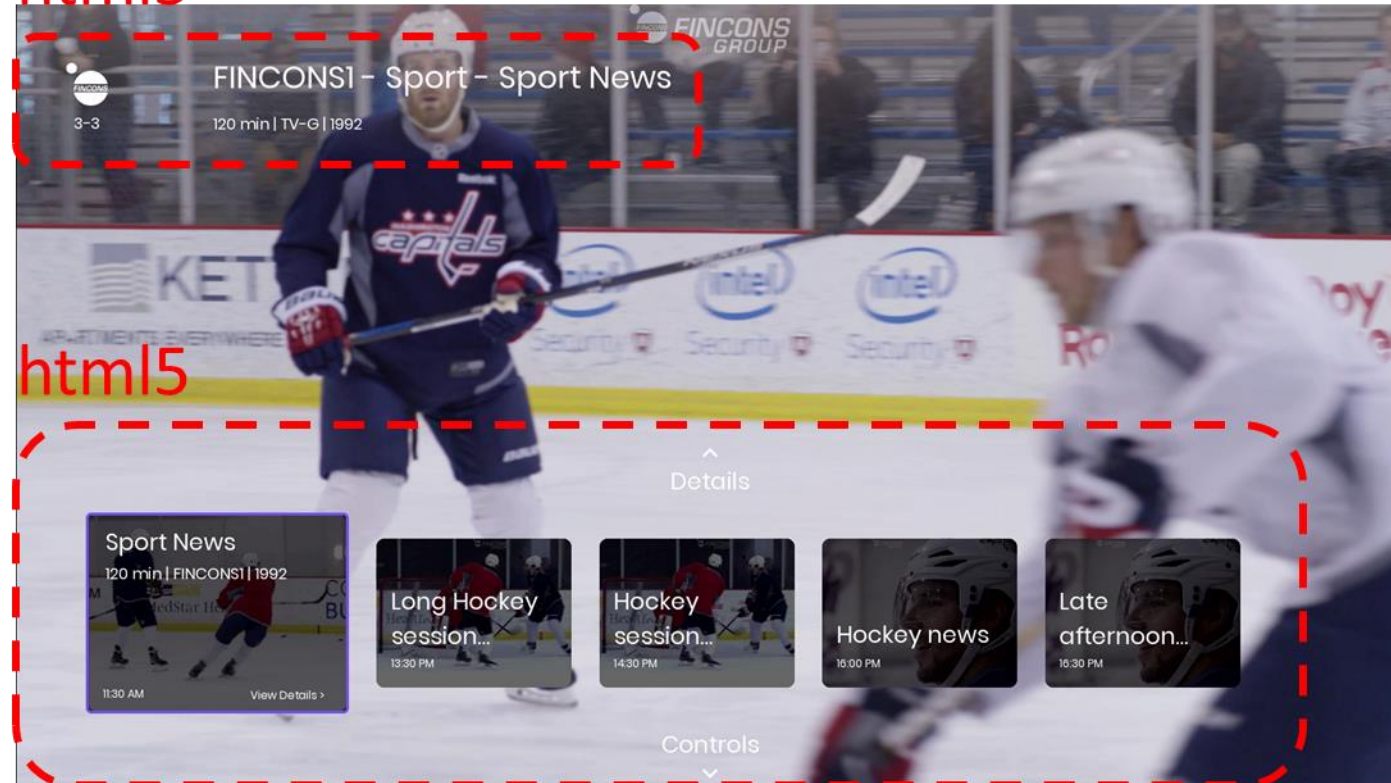 html5
FINCONS GROUP
FINCONS1 - Sport - Sport News
FINCONS
3-3
120 min | TV-G | 1992
Reebok
capitals
KET
intel
intel
intel
APARTMENTS EVERYWHERE
Security
Security
Security
html5
Details
Sport News
120 min | FINCONS1 | 1992
Long Hockey
session...
13:30 PM
Hockey
session...
14:30 PM
Hockey news
16:00 PM
Late
afternoon...
16:30 PM
11:30 AM
View Details >
Controls